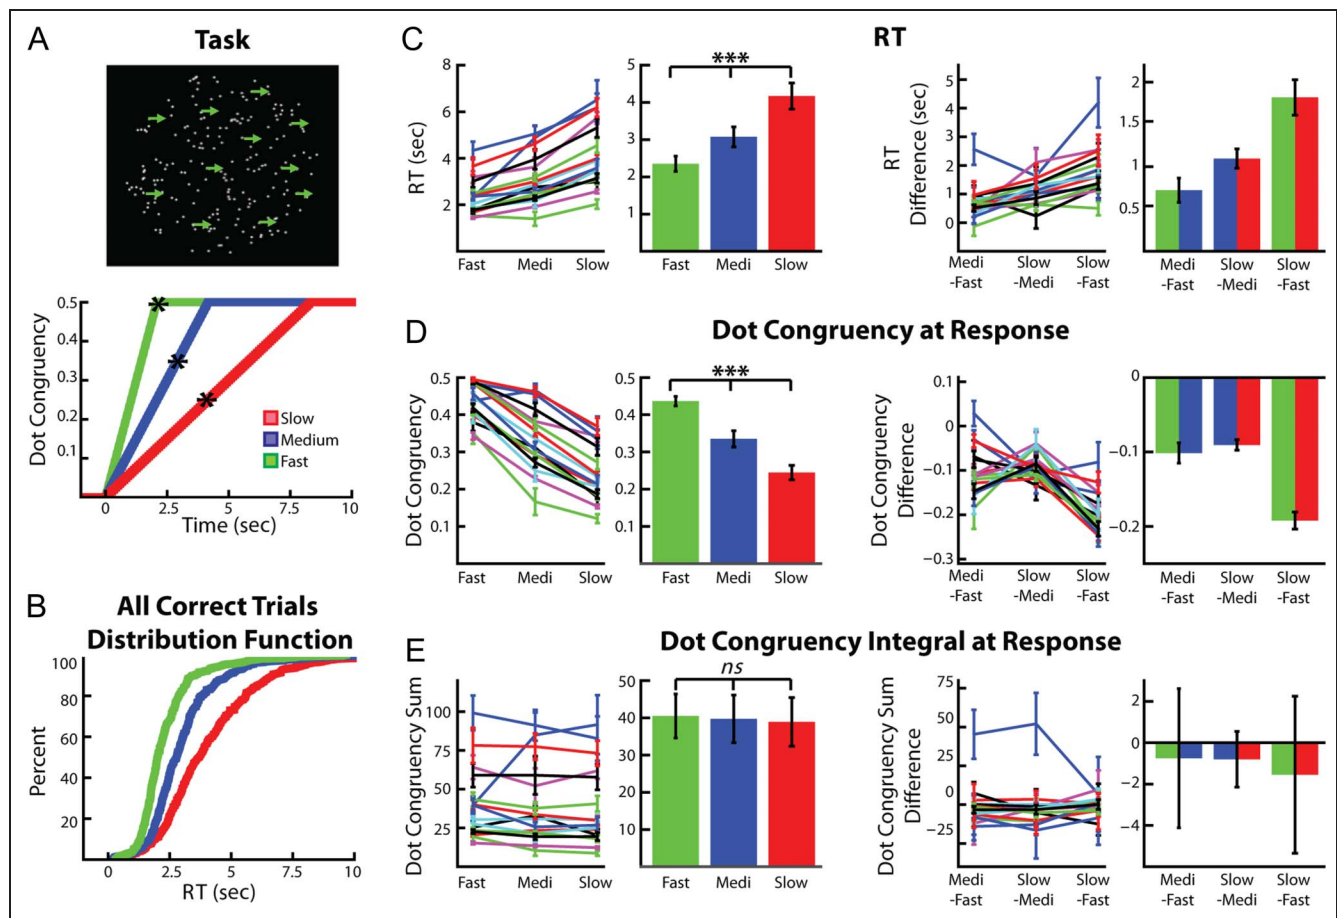 A
Task
0.5
0.4
0.3
0.2
0.1
Dot Congruency
Slow
Medium
Fast
0 2.5 5 7.5 10
Time (sec)
B
All Correct Trials
Distribution Function
100
80
60
40
20
Percent
0 2.5 5 7.5 10
RT (sec)
C
RT
8
6
4
2
RT (sec)
Fast Medi Slow
***
5
4
3
2
1
Fast Medi Slow
5
4
3
2
1
0
RT
Difference (sec)
Medi Slow Slow
-Fast -Medi -Fast
2
1.5
1
0.5
Medi Slow Slow
-Fast -Medi -Fast
D
Dot Congruency at Response
0.5
0.4
0.3
0.2
0.1
Dot Congruency
Fast Medi Slow
***
0.5
0.4
0.3
0.2
0.1
Fast Medi Slow
0.1
0
−0.1
−0.2
−0.3
Dot Congruency
Difference
Medi Slow Slow
-Fast -Medi -Fast
0
−0.1
−0.2
Medi Slow Slow
-Fast -Medi -Fast
E
Dot Congruency Integral at Response
100
75
50
25
Dot Congruency Sum
Fast Medi Slow
ns
50
40
30
20
10
Fast Medi Slow
75
50
25
0
−25
Dot Congruency Sum
Difference
Medi Slow Slow
-Fast -Medi -Fast
2
0
−2
−4
Medi Slow Slow
-Fast -Medi -Fast